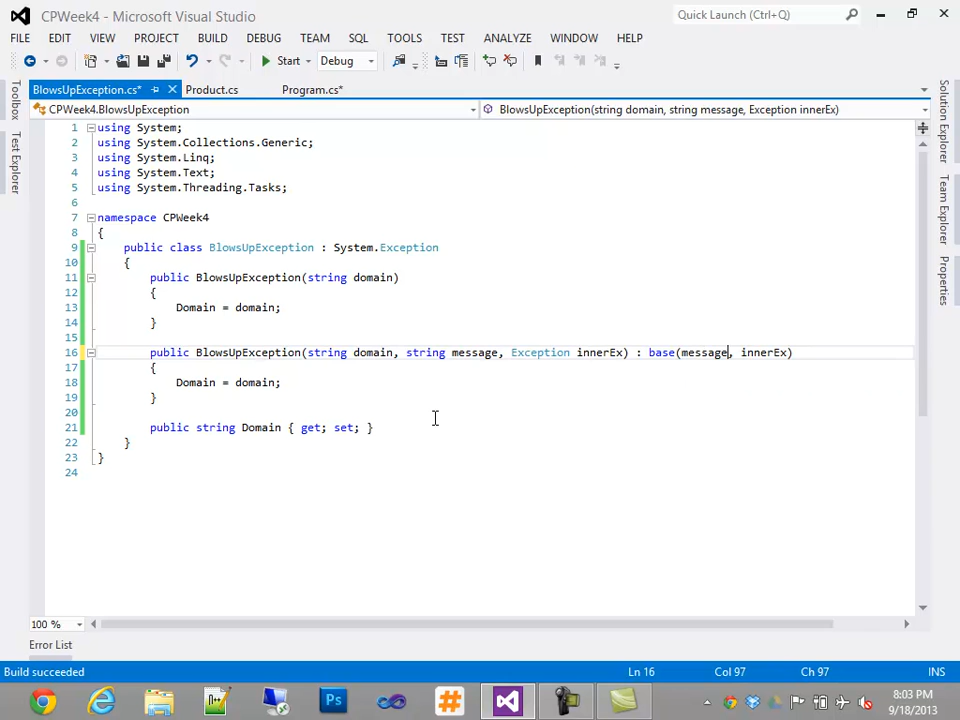 CPWeek4 - Microsoft Visual Studio
Quick Launch (Ctrl+Q)
FILE EDIT VIEW PROJECT BUILD DEBUG TEAM SQL TOOLS TEST ANALYZE WINDOW HELP
Start Debug
BlowsUpException.cs* Product.cs Program.cs*
CPWeek4.BlowsUpException BlowsUpException(string domain, string message, Exception innerEx)
Toolbox
Test Explorer
Solution Explorer
Team Explorer
Properties
1 using System;
2 using System.Collections.Generic;
3 using System.Linq;
4 using System.Text;
5 using System.Threading.Tasks;
6
7 namespace CPWeek4
8 {
9 public class BlowsUpException : System.Exception
10 {
11 public BlowsUpException(string domain)
12 {
13 Domain = domain;
14 }
15
16 public BlowsUpException(string domain, string message, Exception innerEx) : base(message, innerEx)
17 {
18 Domain = domain;
19 }
20
21 public string Domain { get; set; }
22 }
23 }
24
100 %
Error List
Build succeeded Ln 16 Col 97 Ch 97 INS
Ps
8:03 PM
9/18/2013